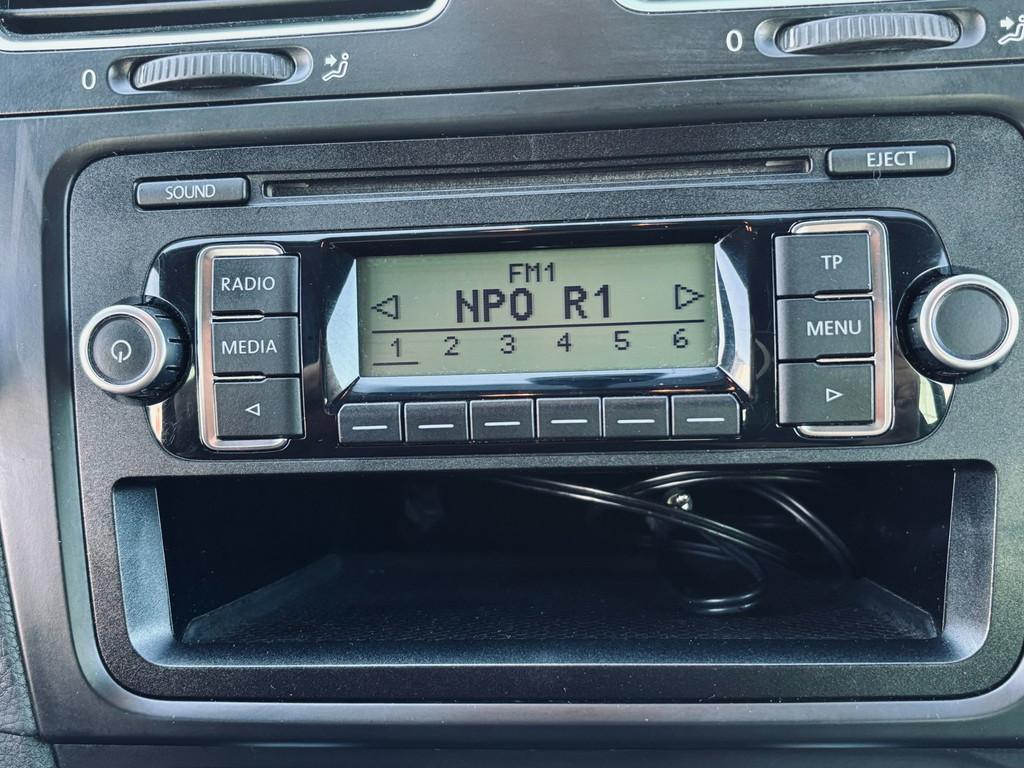 0
0
SOUND
EJECT
RADIO
FM1
TP
NPO R1
MEDIA
1 2 3 4 5 6
MENU